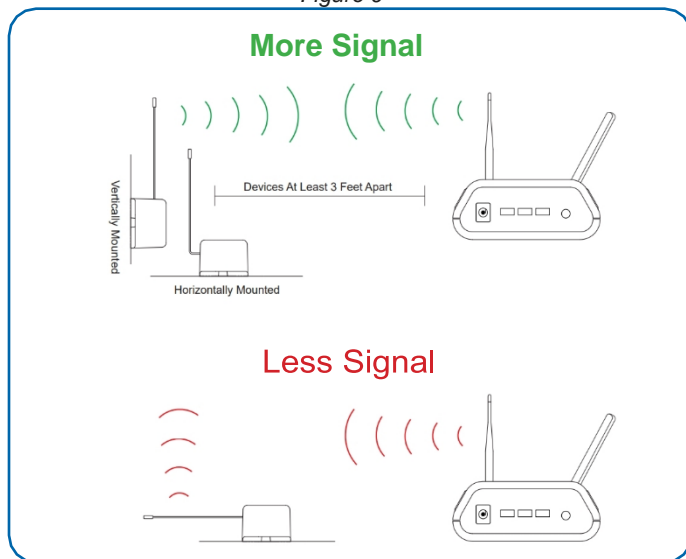 More Signal
Devices At Least 3 Feet Apart
Vertically Mounted
Horizontally Mounted
Less Signal